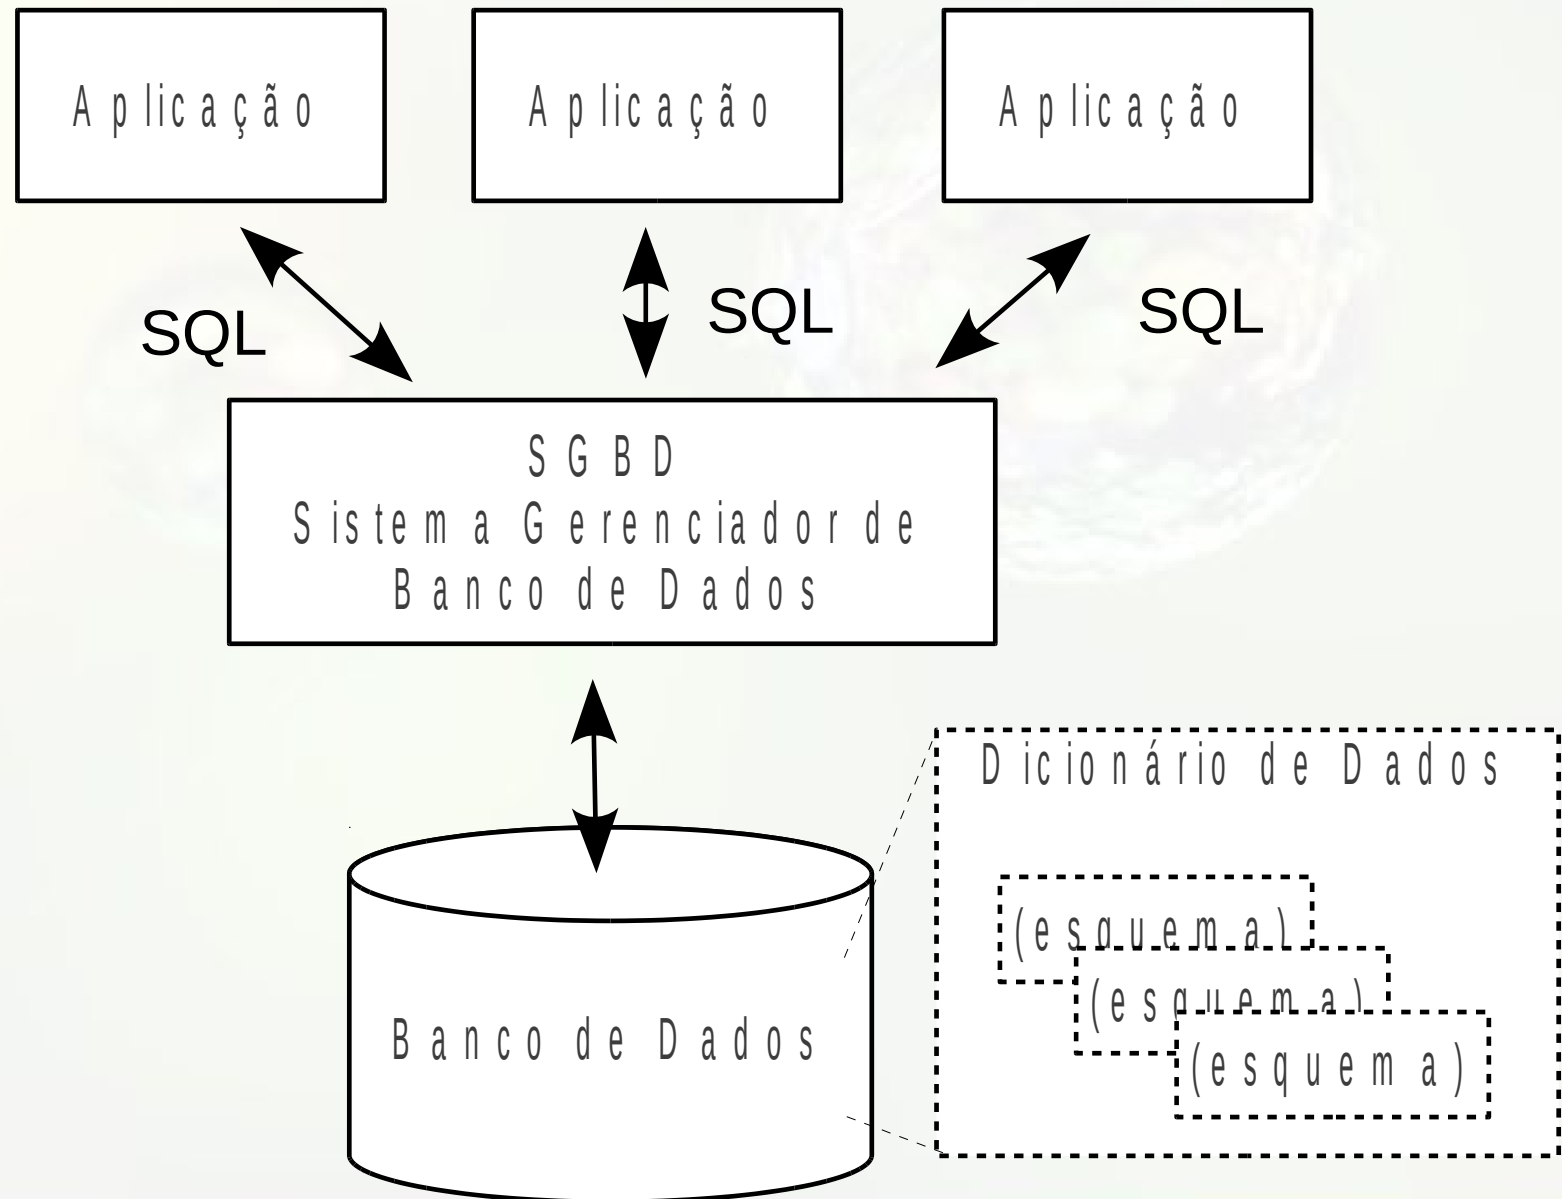 Aplicação
Aplicação
Aplicação
SQL
SQL
SQL
SGBD
Sistema Gerenciador de
Banco de Dados
Dicionário de Dados
(esquema)
(esquema)
(esquema)
Banco de Dados